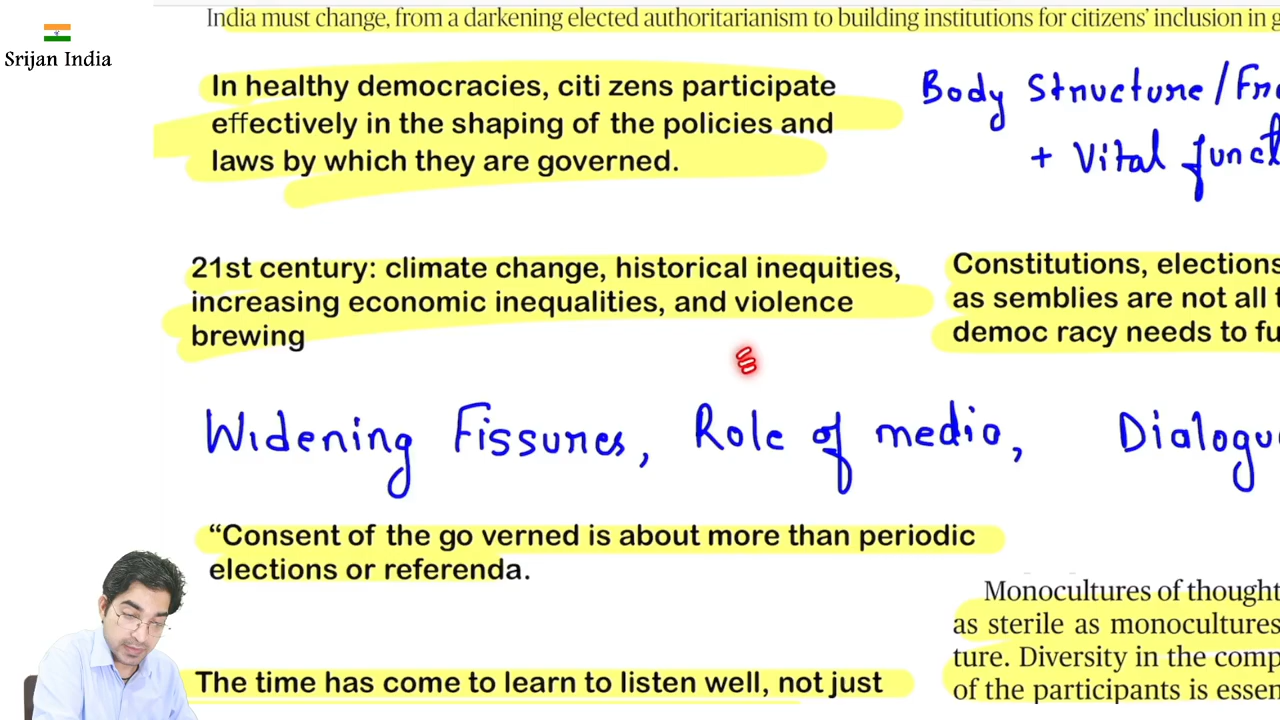 India must change, from a darkening elected authoritarianism to building institutions for citizens' inclusion in g
Srijan India
In healthy democracies, citi zens participate
effectively in the shaping of the policies and
laws by which they are governed.
Body Structure/Fra
+ Vital funct
21st century: climate change, historical inequities,
increasing economic inequalities, and violence
brewing
Constitutions, elections
as semblies are not all t
democ racy needs to fu
Widening Fissures, Role of media, Dialogu
“Consent of the go verned is about more than periodic
elections or referenda.
Monocultures of thought
as sterile as monocultures
ture. Diversity in the comp
of the participants is essen
The time has come to learn to listen well, not just